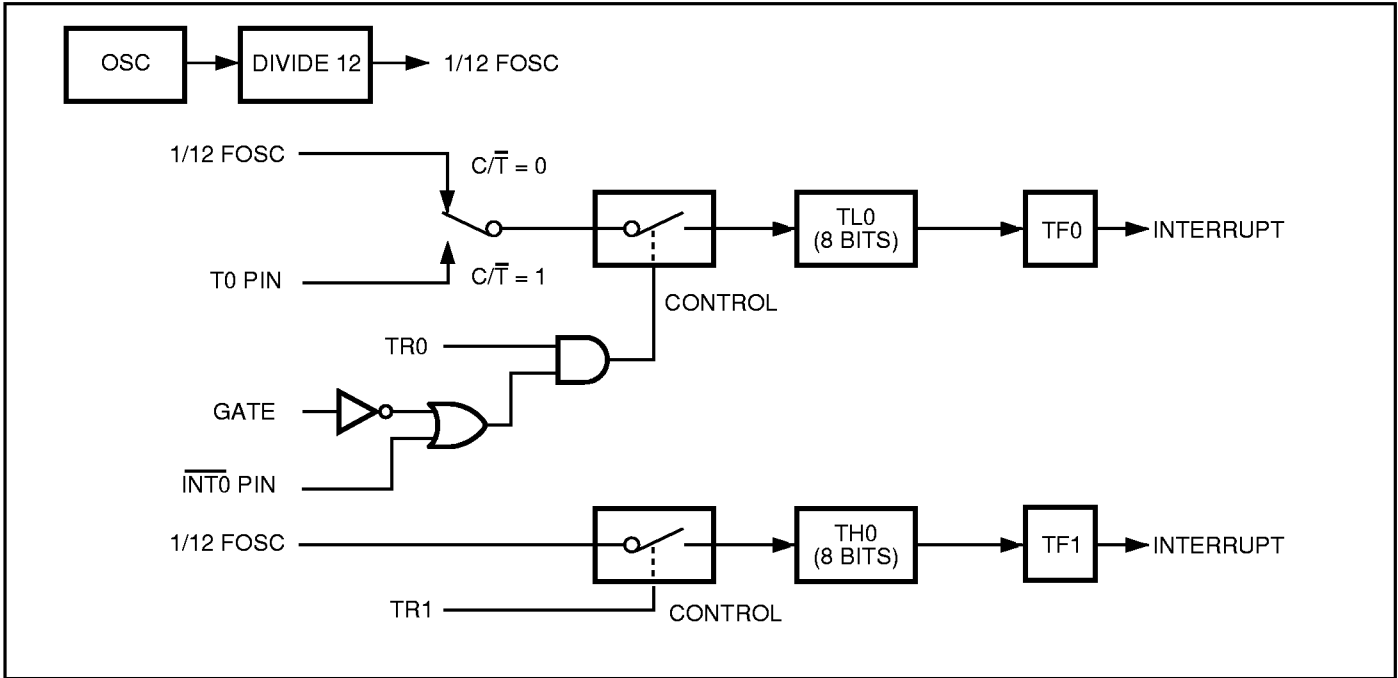 OSC
DIVIDE 12
1/12 FOSC
1/12 FOSC
C/T̅ = 0
TL0
(8 BITS)
TF0
INTERRUPT
T0 PIN
C/T̅ = 1
CONTROL
TR0
GATE
I̅N̅T̅0̅ PIN
1/12 FOSC
TH0
(8 BITS)
TF1
INTERRUPT
TR1
CONTROL